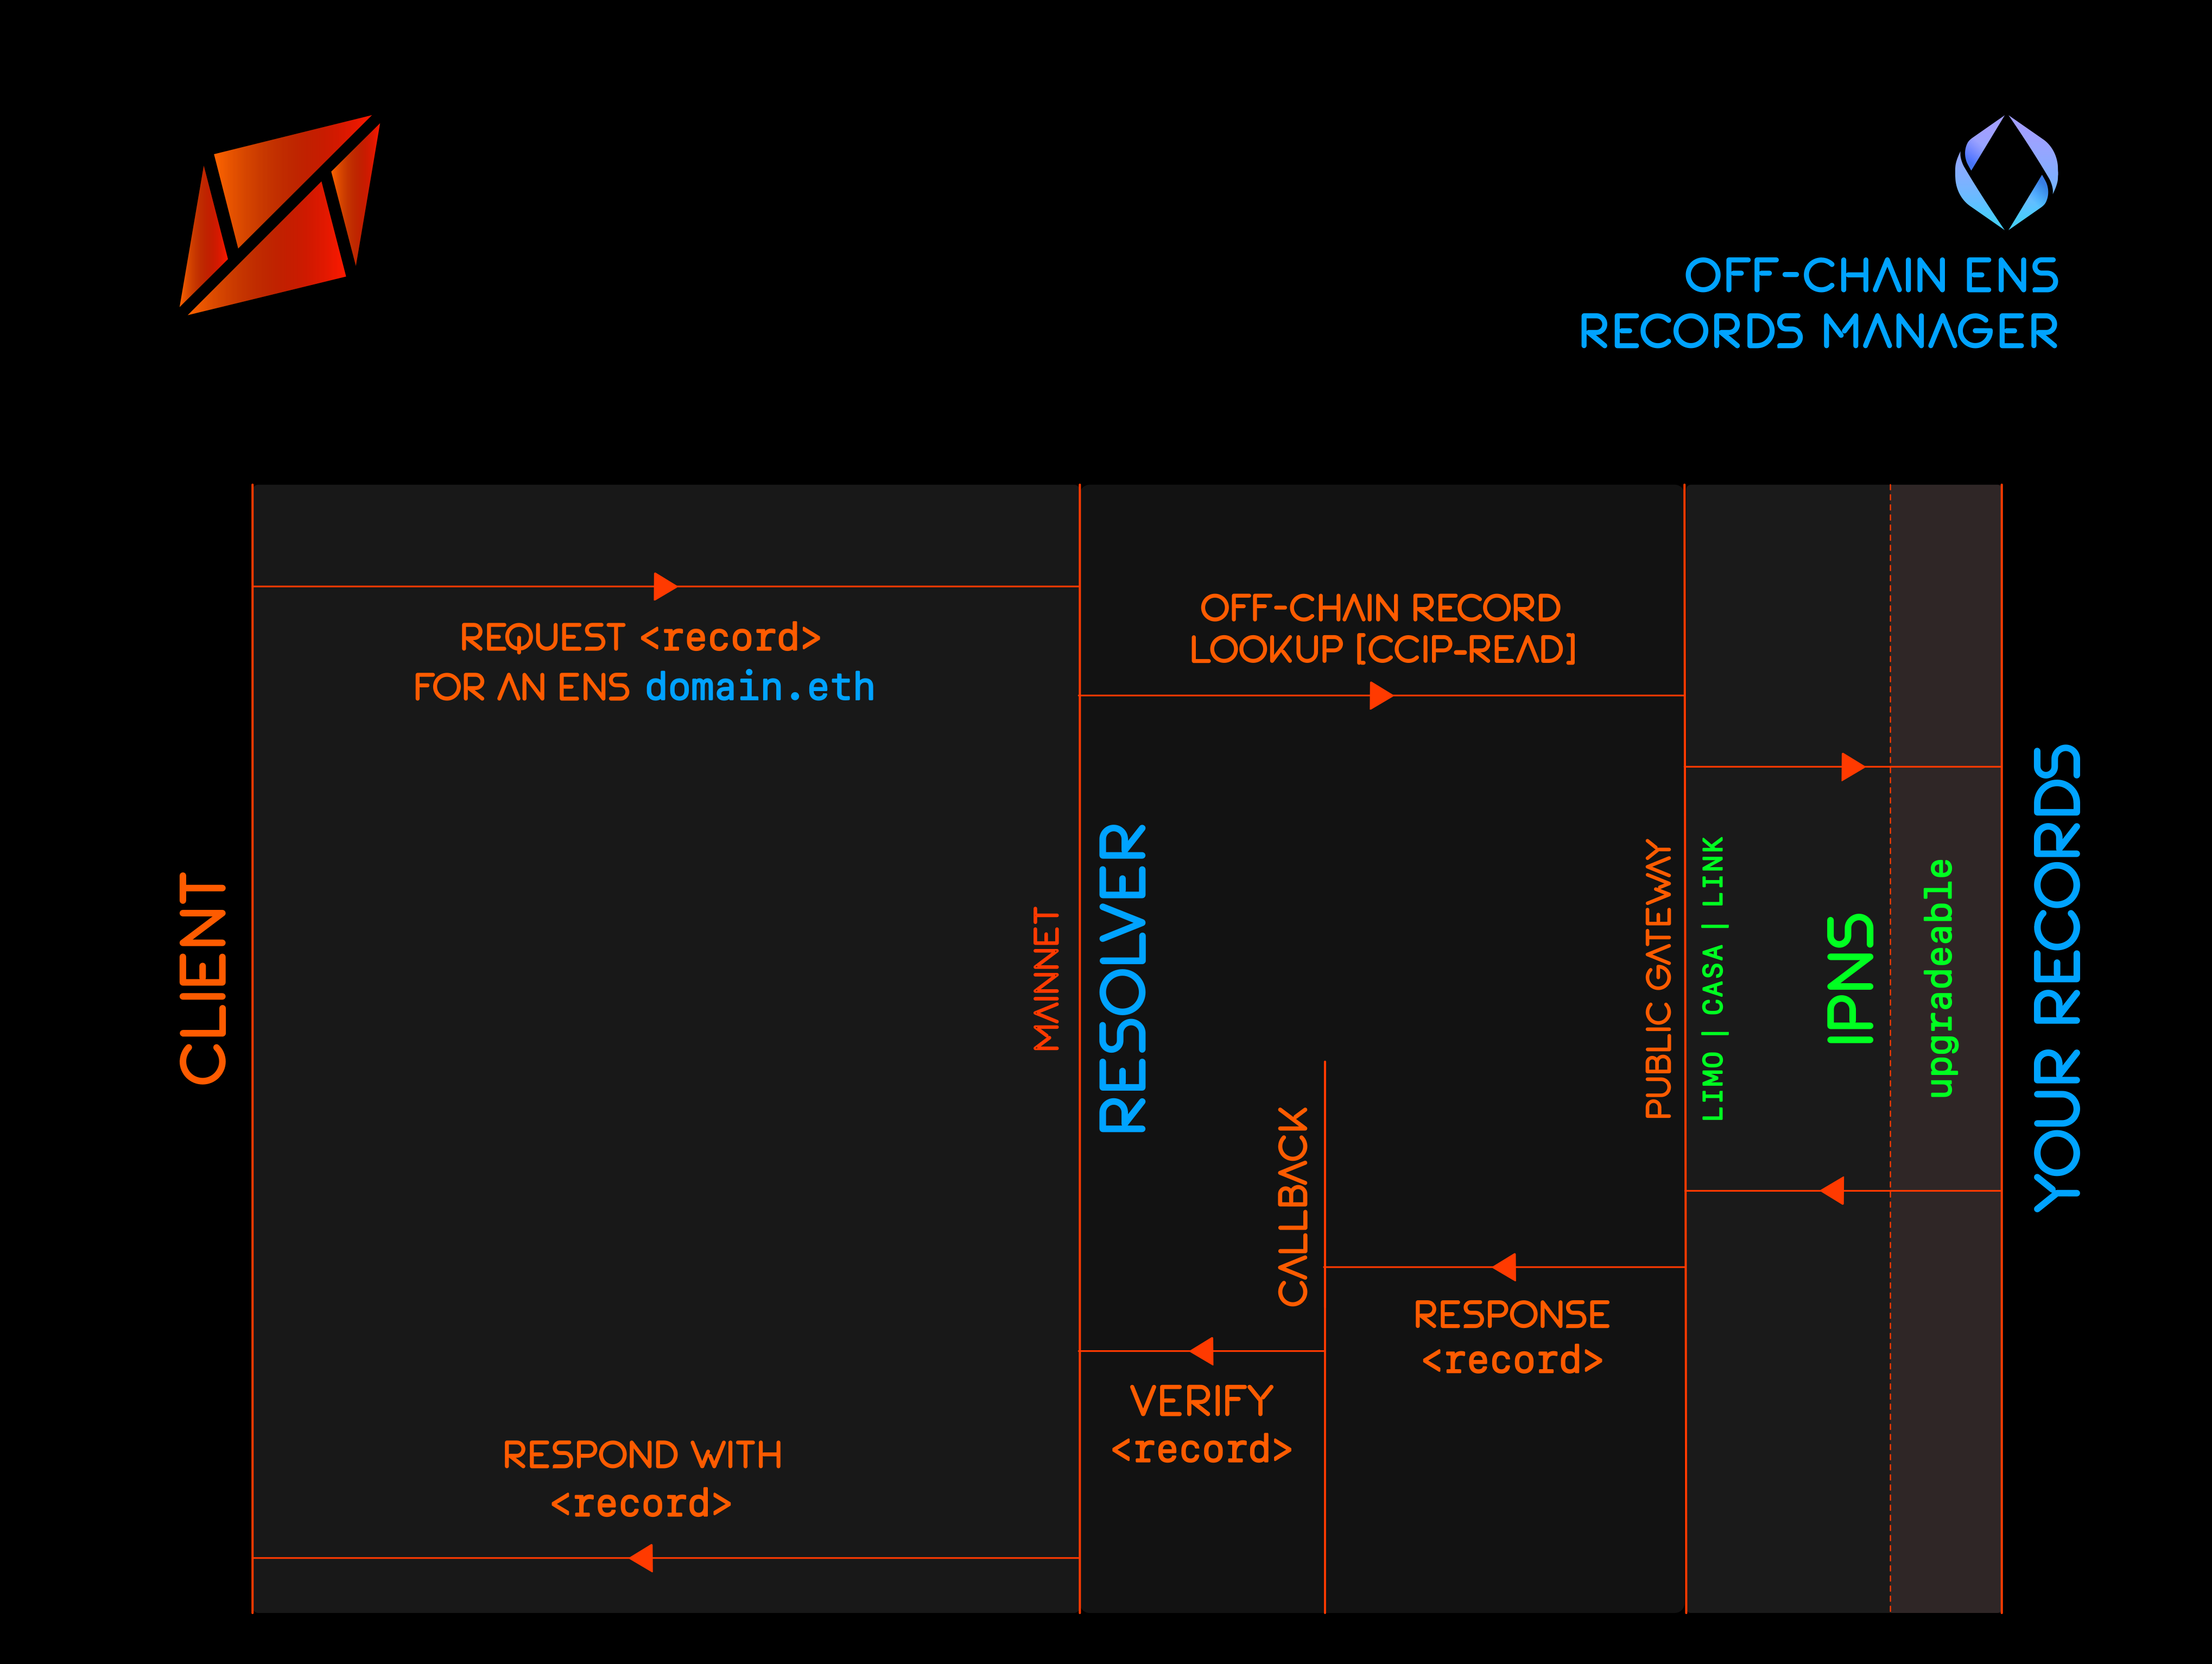 OFF-CHAIN ENS
RECORDS MANAGER
REQUEST <record>
FOR AN ENS domain.eth
OFF-CHAIN RECORD
LOOKUP [CCIP-READ]
CLIENT
MAINNET
RESOLVER
CALLBACK
PUBLIC GATEWAY
LIMO | CASA | LINK
IPNS
upgradeable
YOUR RECORDS
RESPONSE
<record>
VERIFY
<record>
RESPOND WITH
<record>